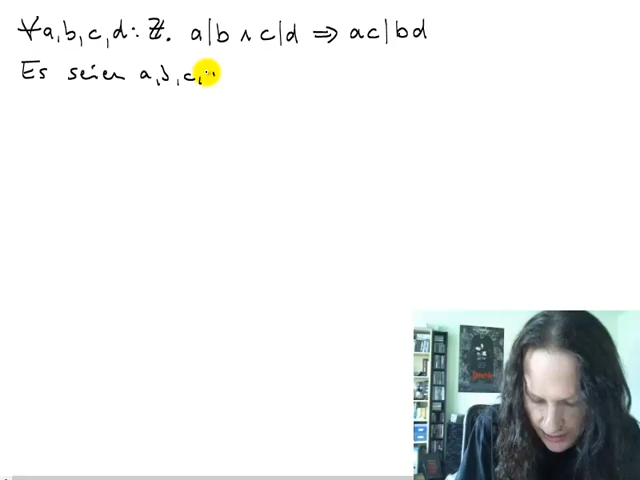 ∀a,b,c,d:ℤ. a|b ∧ c|d ⟹ ac|bd
Es seien a,b,c,